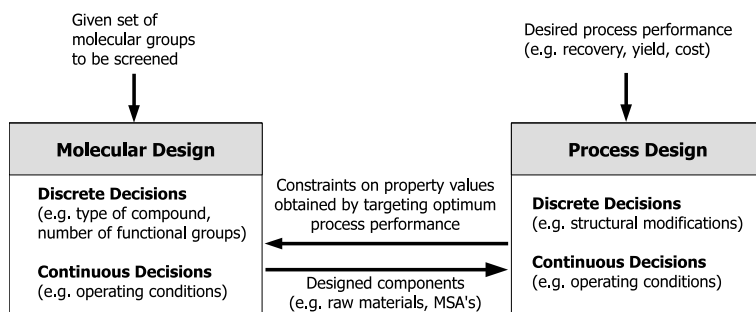 Given set of
molecular groups
to be screened
Desired process performance
(e.g. recovery, yield, cost)
Molecular Design
Discrete Decisions
(e.g. type of compound,
number of functional groups)
Continuous Decisions
(e.g. operating conditions)
Constraints on property values
obtained by targeting optimum
process performance
Designed components
(e.g. raw materials, MSA's)
Process Design
Discrete Decisions
(e.g. structural modifications)
Continuous Decisions
(e.g. operating conditions)